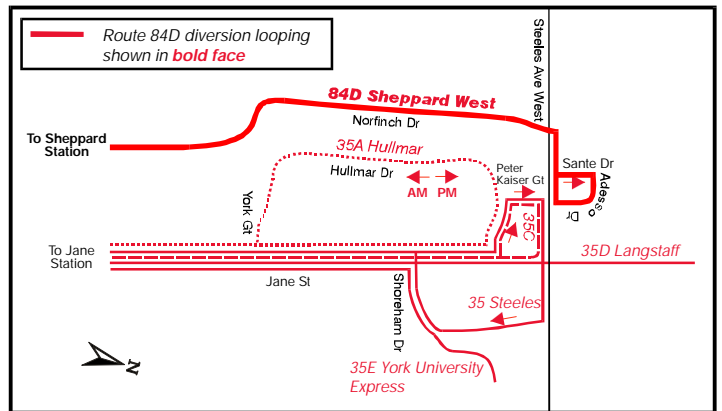 Route 84D diversion looping
shown in bold face
Steeles Ave West
84D Sheppard West
Norfinch Dr
To Sheppard
Station
35A Hullmar
Hullmar Dr
AM PM
Peter
Kaiser Gt
Sante Dr
Adesso
Dr
York Gt
35C
To Jane
Station
35D Langstaff
Jane St
Shoreham Dr
35 Steeles
35E York University
Express
N